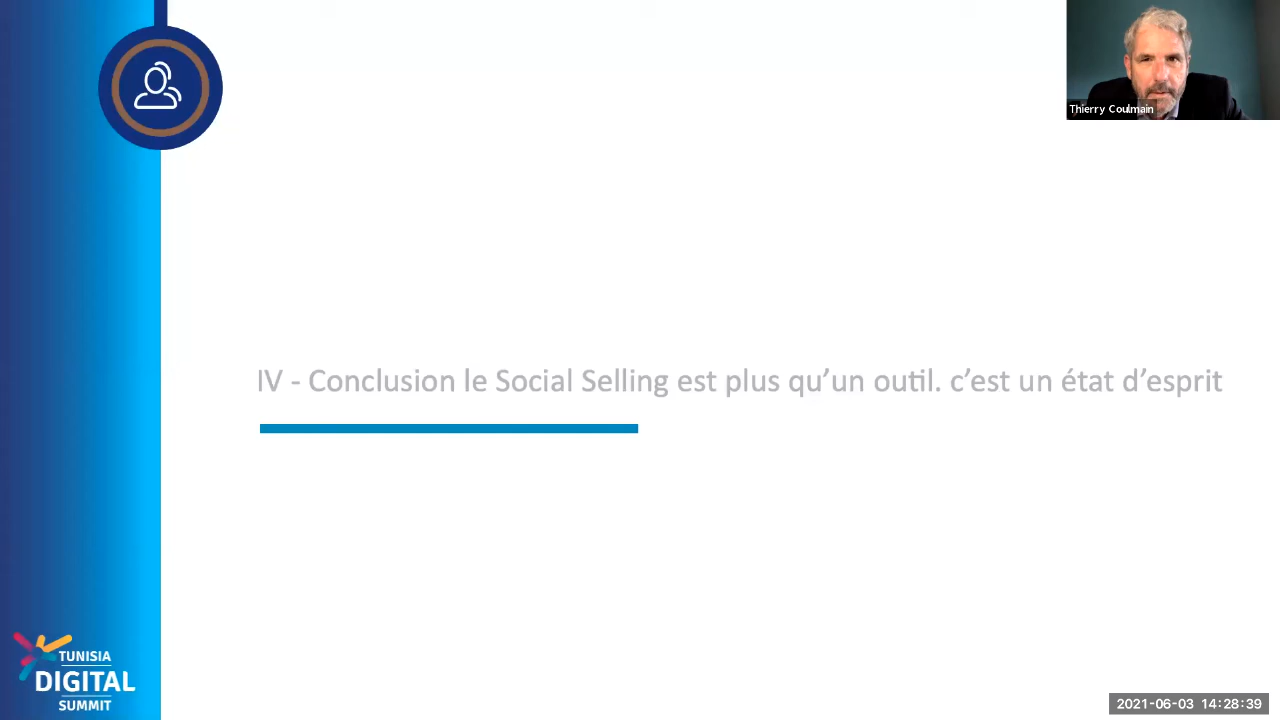 Thierry Coulmain
IV - Conclusion le Social Selling est plus qu’un outil. c’est un état d’esprit
TUNISIA
DIGITAL
SUMMIT
2021-06-03 14:28:39